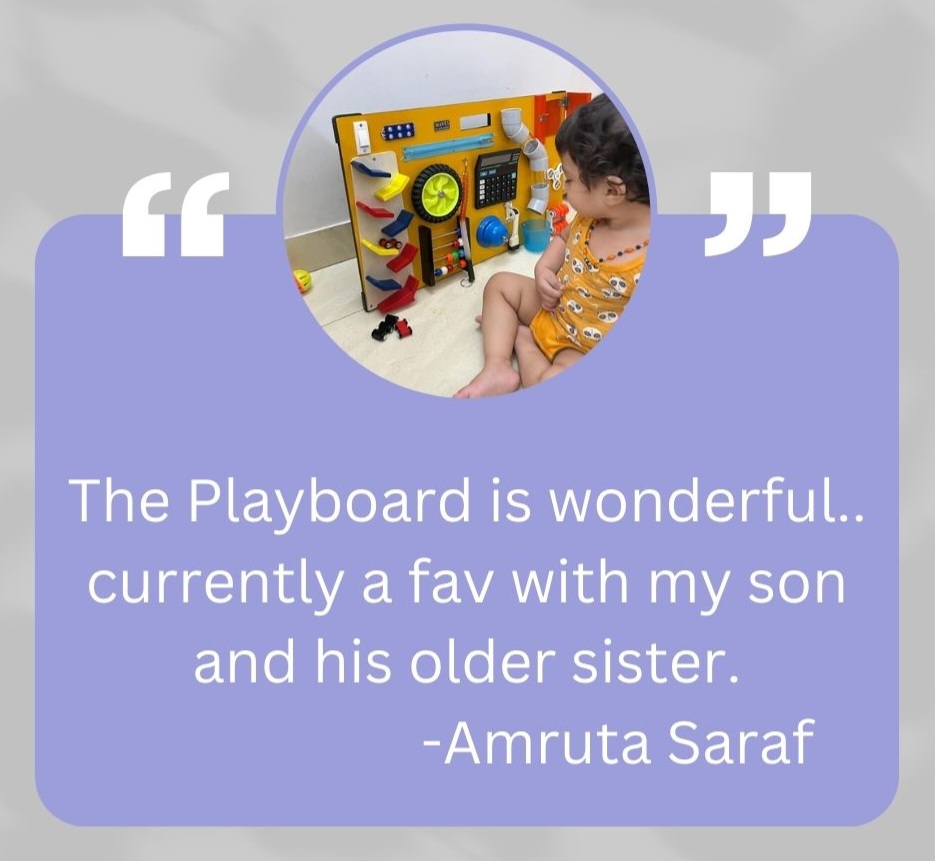 “ ”
The Playboard is wonderful..
currently a fav with my son
and his older sister.
-Amruta Saraf